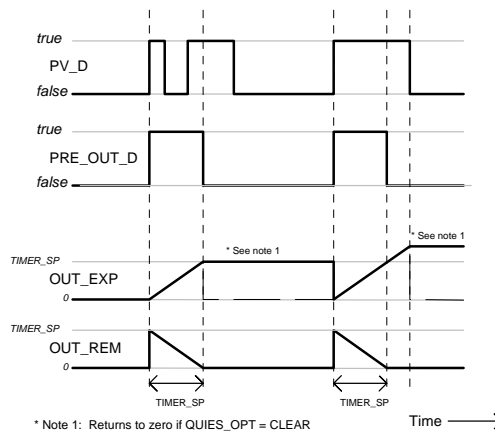 true
PV_D
false
true
PRE_OUT_D
false
* See note 1
* See note 1
TIMER_SP
OUT_EXP
0
TIMER_SP
OUT_REM
0
TIMER_SP
TIMER_SP
* Note 1: Returns to zero if QUIES_OPT = CLEAR
Time